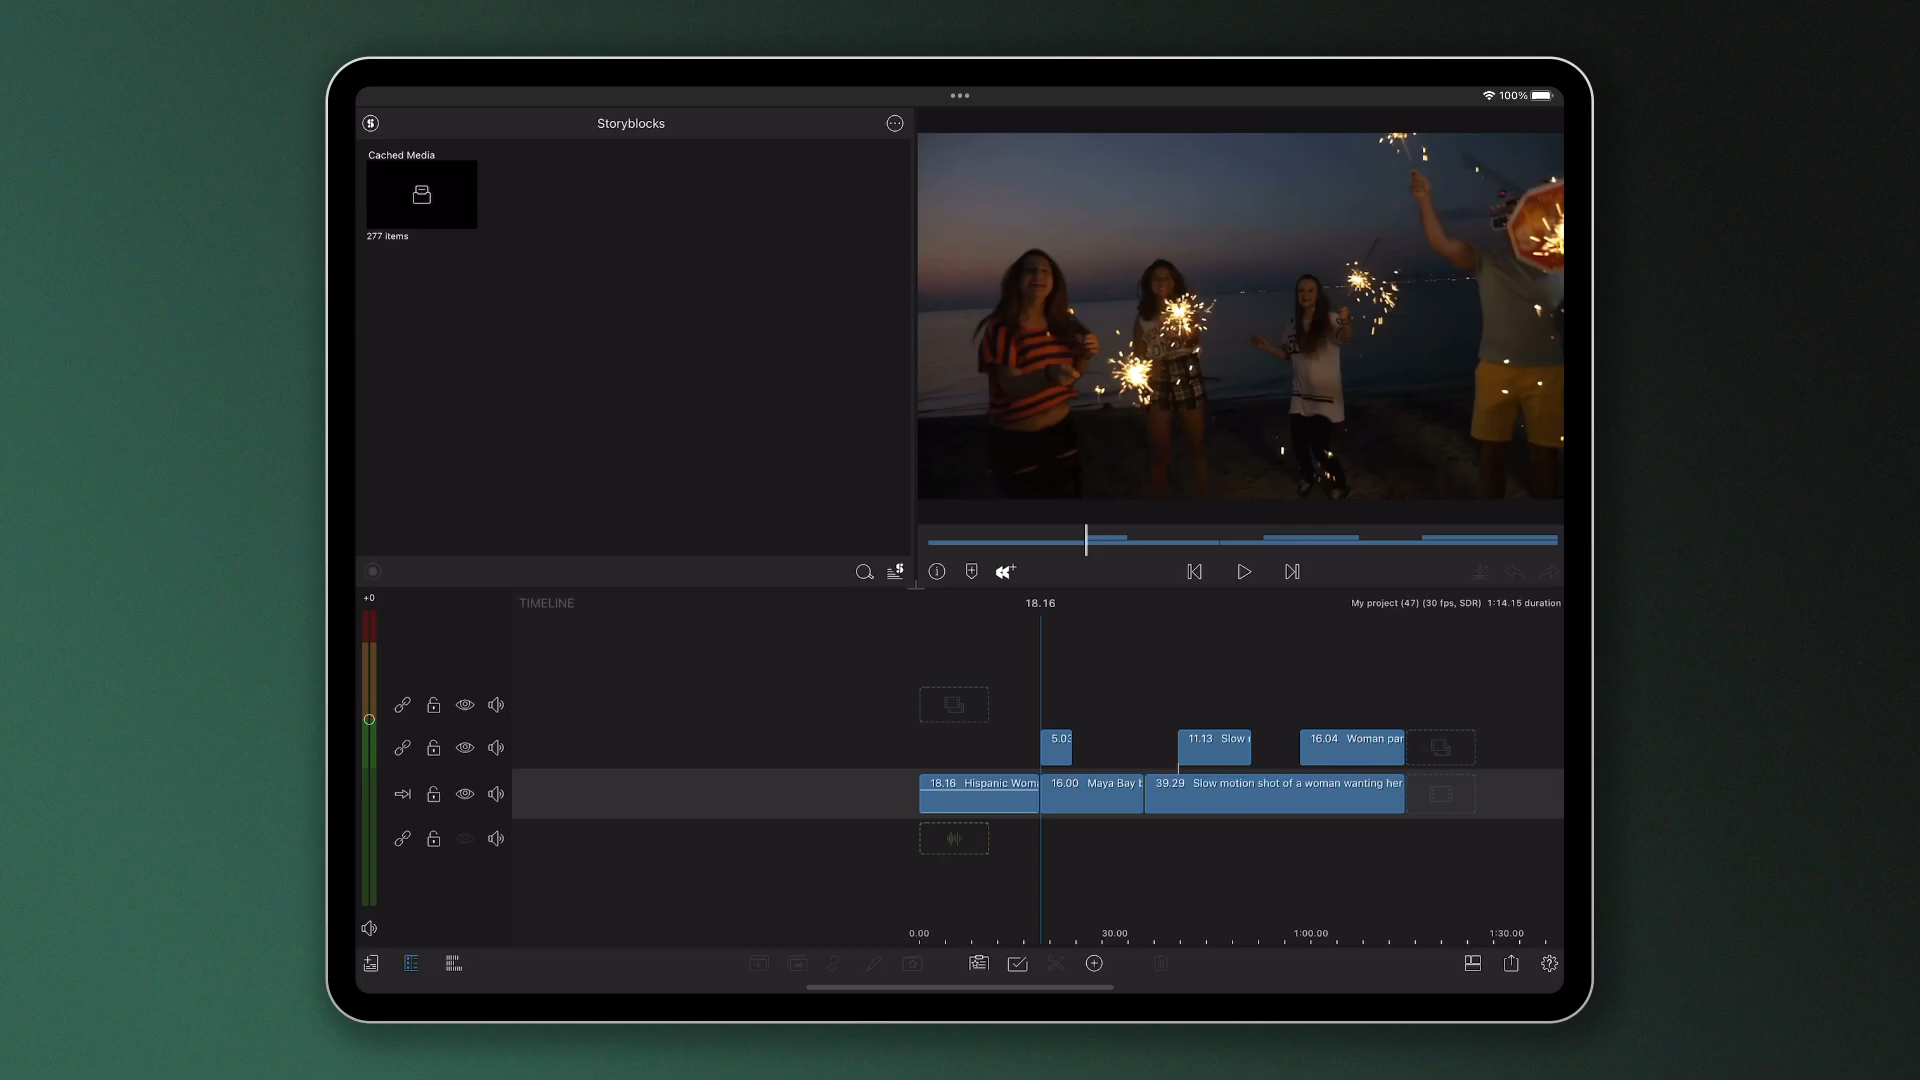 100%
Storyblocks
Cached Media
277 items
+0
TIMELINE
18.16
My project (47) (30 fps, SDR) 1:14.15 duration
5.03
11.13 Slow
16.04 Woman par
18.16 Hispanic Wom
16.00 Maya Bay b
39.29 Slow motion shot of a woman wanting her
0.00
30.00
1:00.00
1:30.00